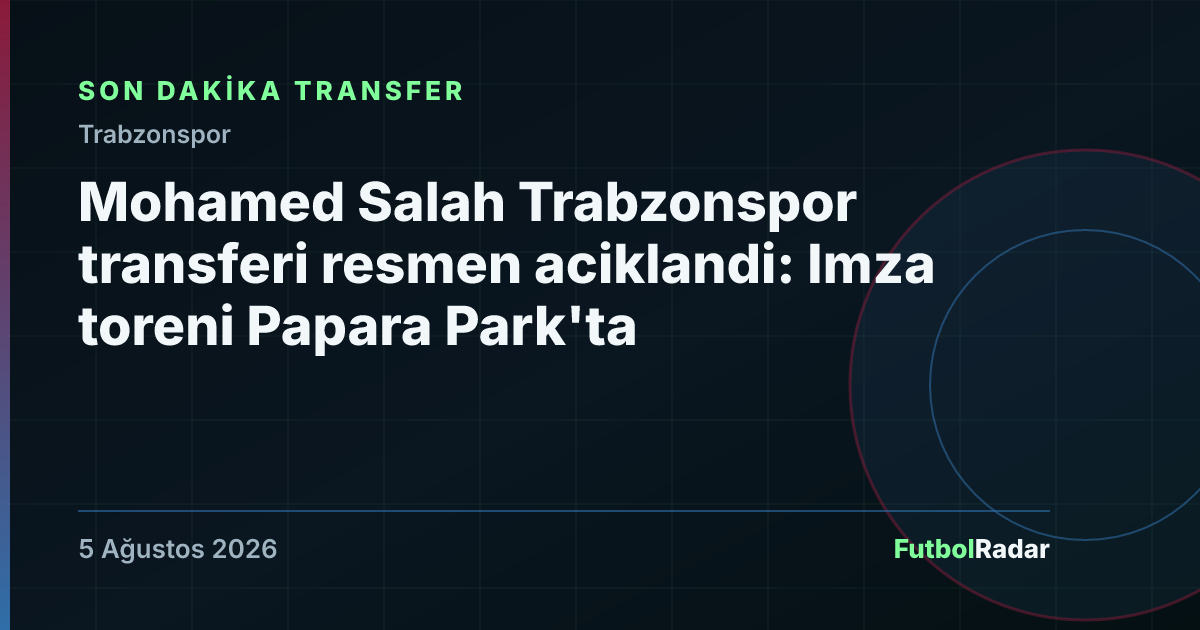 SON DAKİKA TRANSFER
Trabzonspor
Mohamed Salah Trabzonspor
transferi resmen aciklandi: Imza
toreni Papara Park'ta
5 Ağustos 2026
FutbolRadar